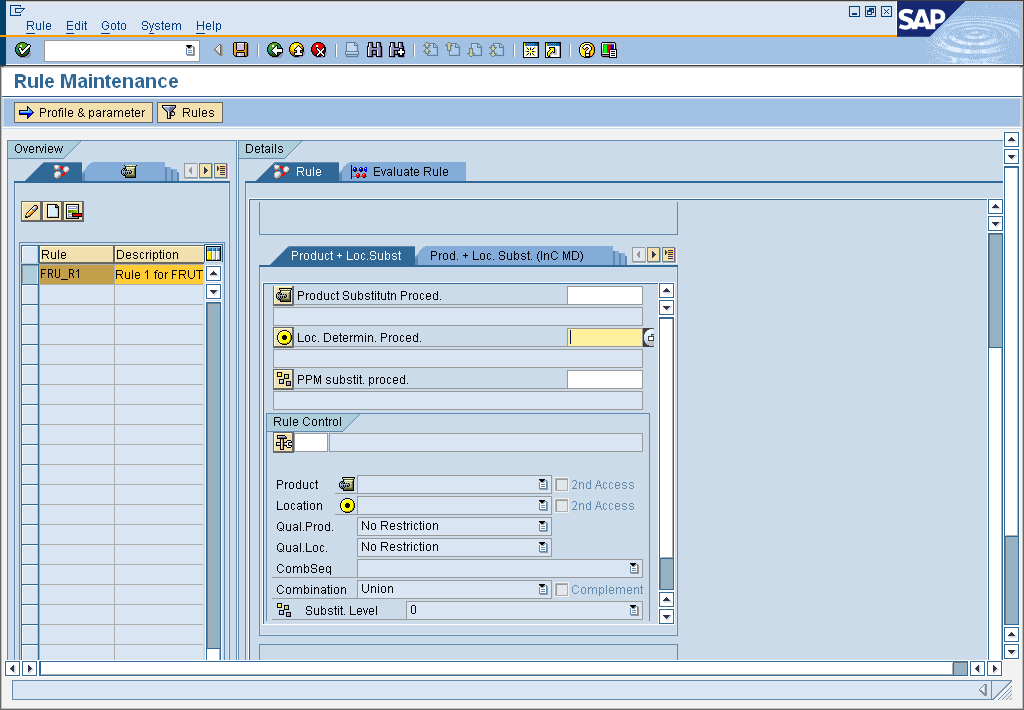 Rule Edit Goto System Help
SAP
Rule Maintenance
Profile & parameter Rules
Overview
Rule Description
FRU_R1 Rule 1 for FRUT
Details
Rule Evaluate Rule
Product + Loc.Subst Prod. + Loc. Subst. (InC MD)
Product Substitutn Proced.
Loc. Determin. Proced.
PPM substit. proced.
Rule Control
Product 2nd Access
Location 2nd Access
Qual.Prod. No Restriction
Qual.Loc. No Restriction
CombSeq
Combination Union Complement
Substit. Level 0